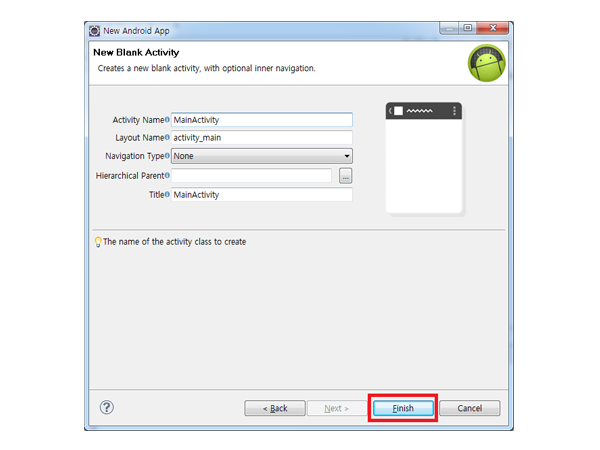 New Android App
New Blank Activity
Creates a new blank activity, with optional inner navigation.
Activity Name MainActivity
Layout Name activity_main
Navigation Type None
Hierarchical Parent ...
Title MainActivity
The name of the activity class to create
? < Back Next > Finish Cancel